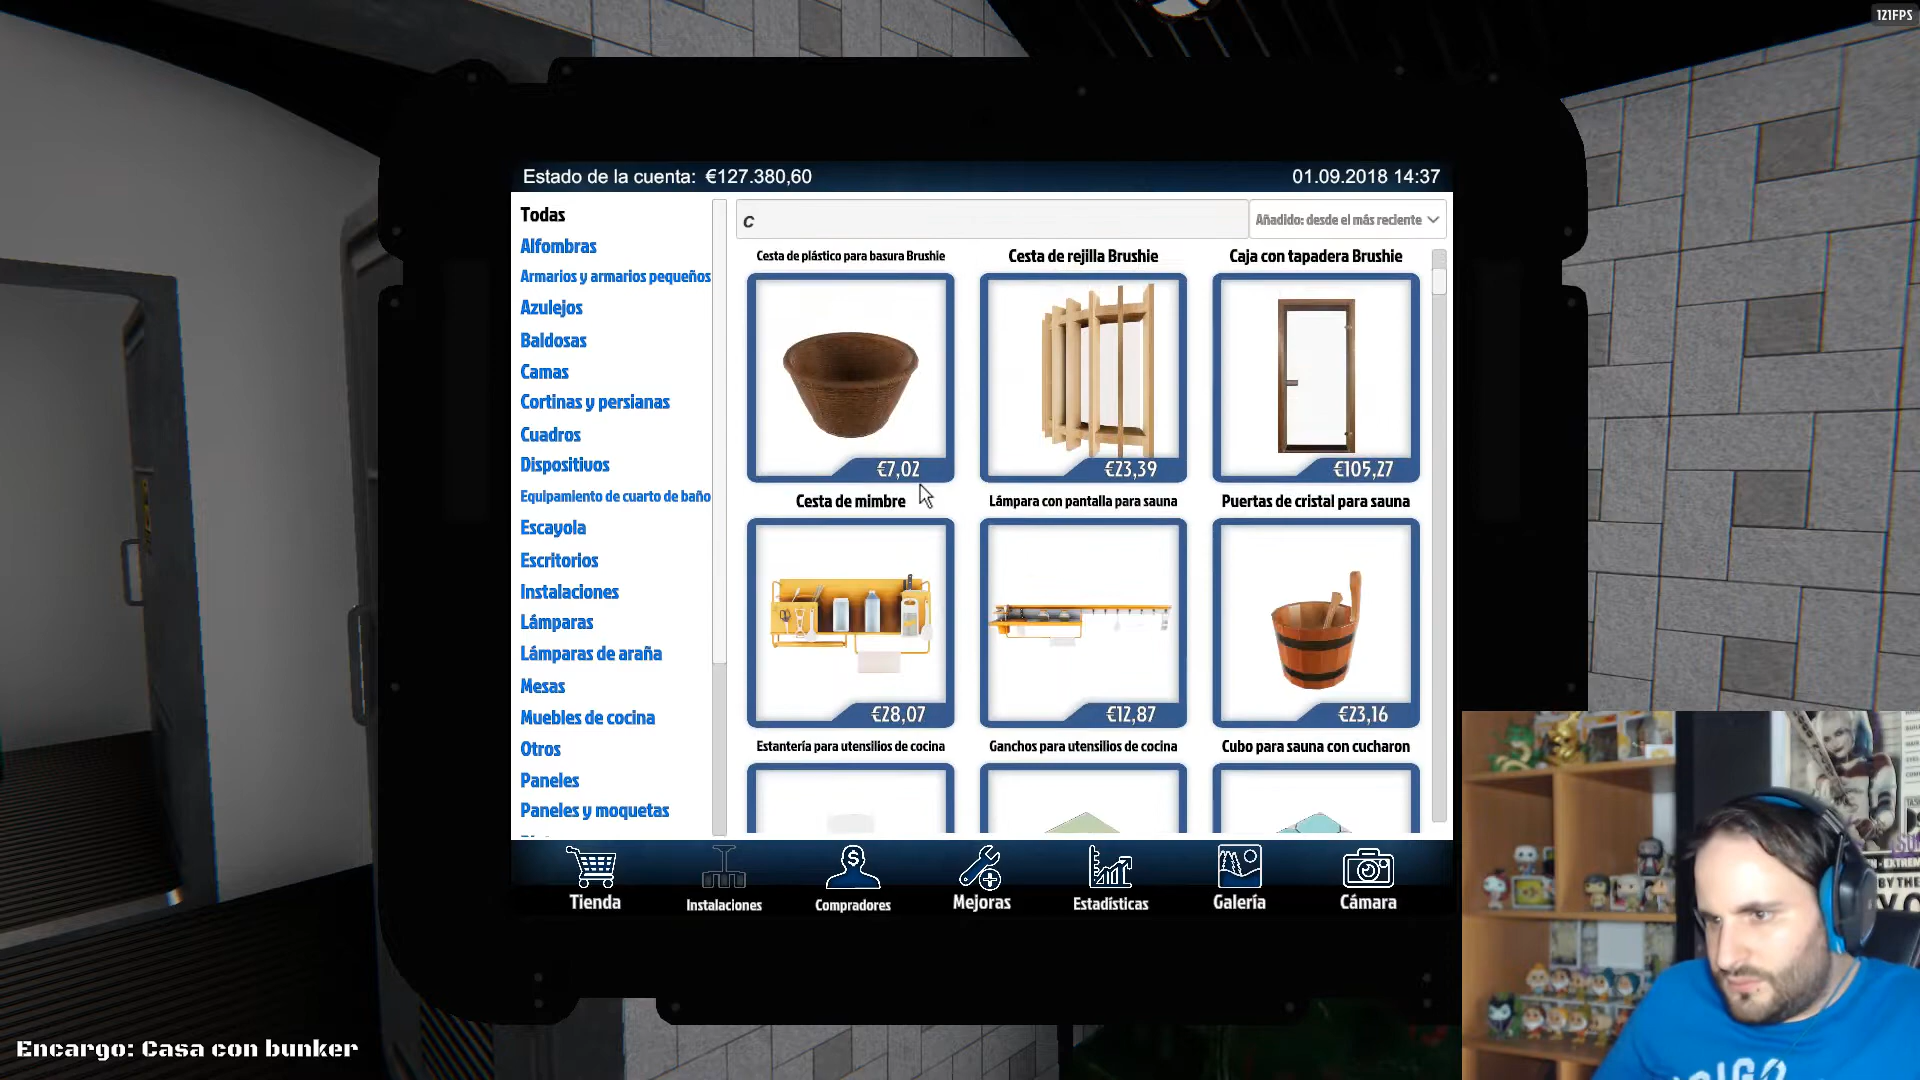 121FPS
Estado de la cuenta: €127.380,60
01.09.2018 14:37
Todas
Alfombras
Armarios y armarios pequeños
Azulejos
Baldosas
Camas
Cortinas y persianas
Cuadros
Dispositivos
Equipamiento de cuarto de baño
Escayola
Escritorios
Instalaciones
Lámparas
Lámparas de araña
Mesas
Muebles de cocina
Otros
Paneles
Paneles y moquetas
c
Añadido: desde el más reciente
Cesta de plástico para basura Brushie
Cesta de rejilla Brushie
Caja con tapadera Brushie
€7,02
€23,39
€105,27
Cesta de mimbre
Lámpara con pantalla para sauna
Puertas de cristal para sauna
€28,07
€12,87
€23,16
Estantería para utensilios de cocina
Ganchos para utensilios de cocina
Cubo para sauna con cucharon
Tienda
Instalaciones
Compradores
Mejoras
Estadísticas
Galería
Cámara
Encargo: Casa con bunker